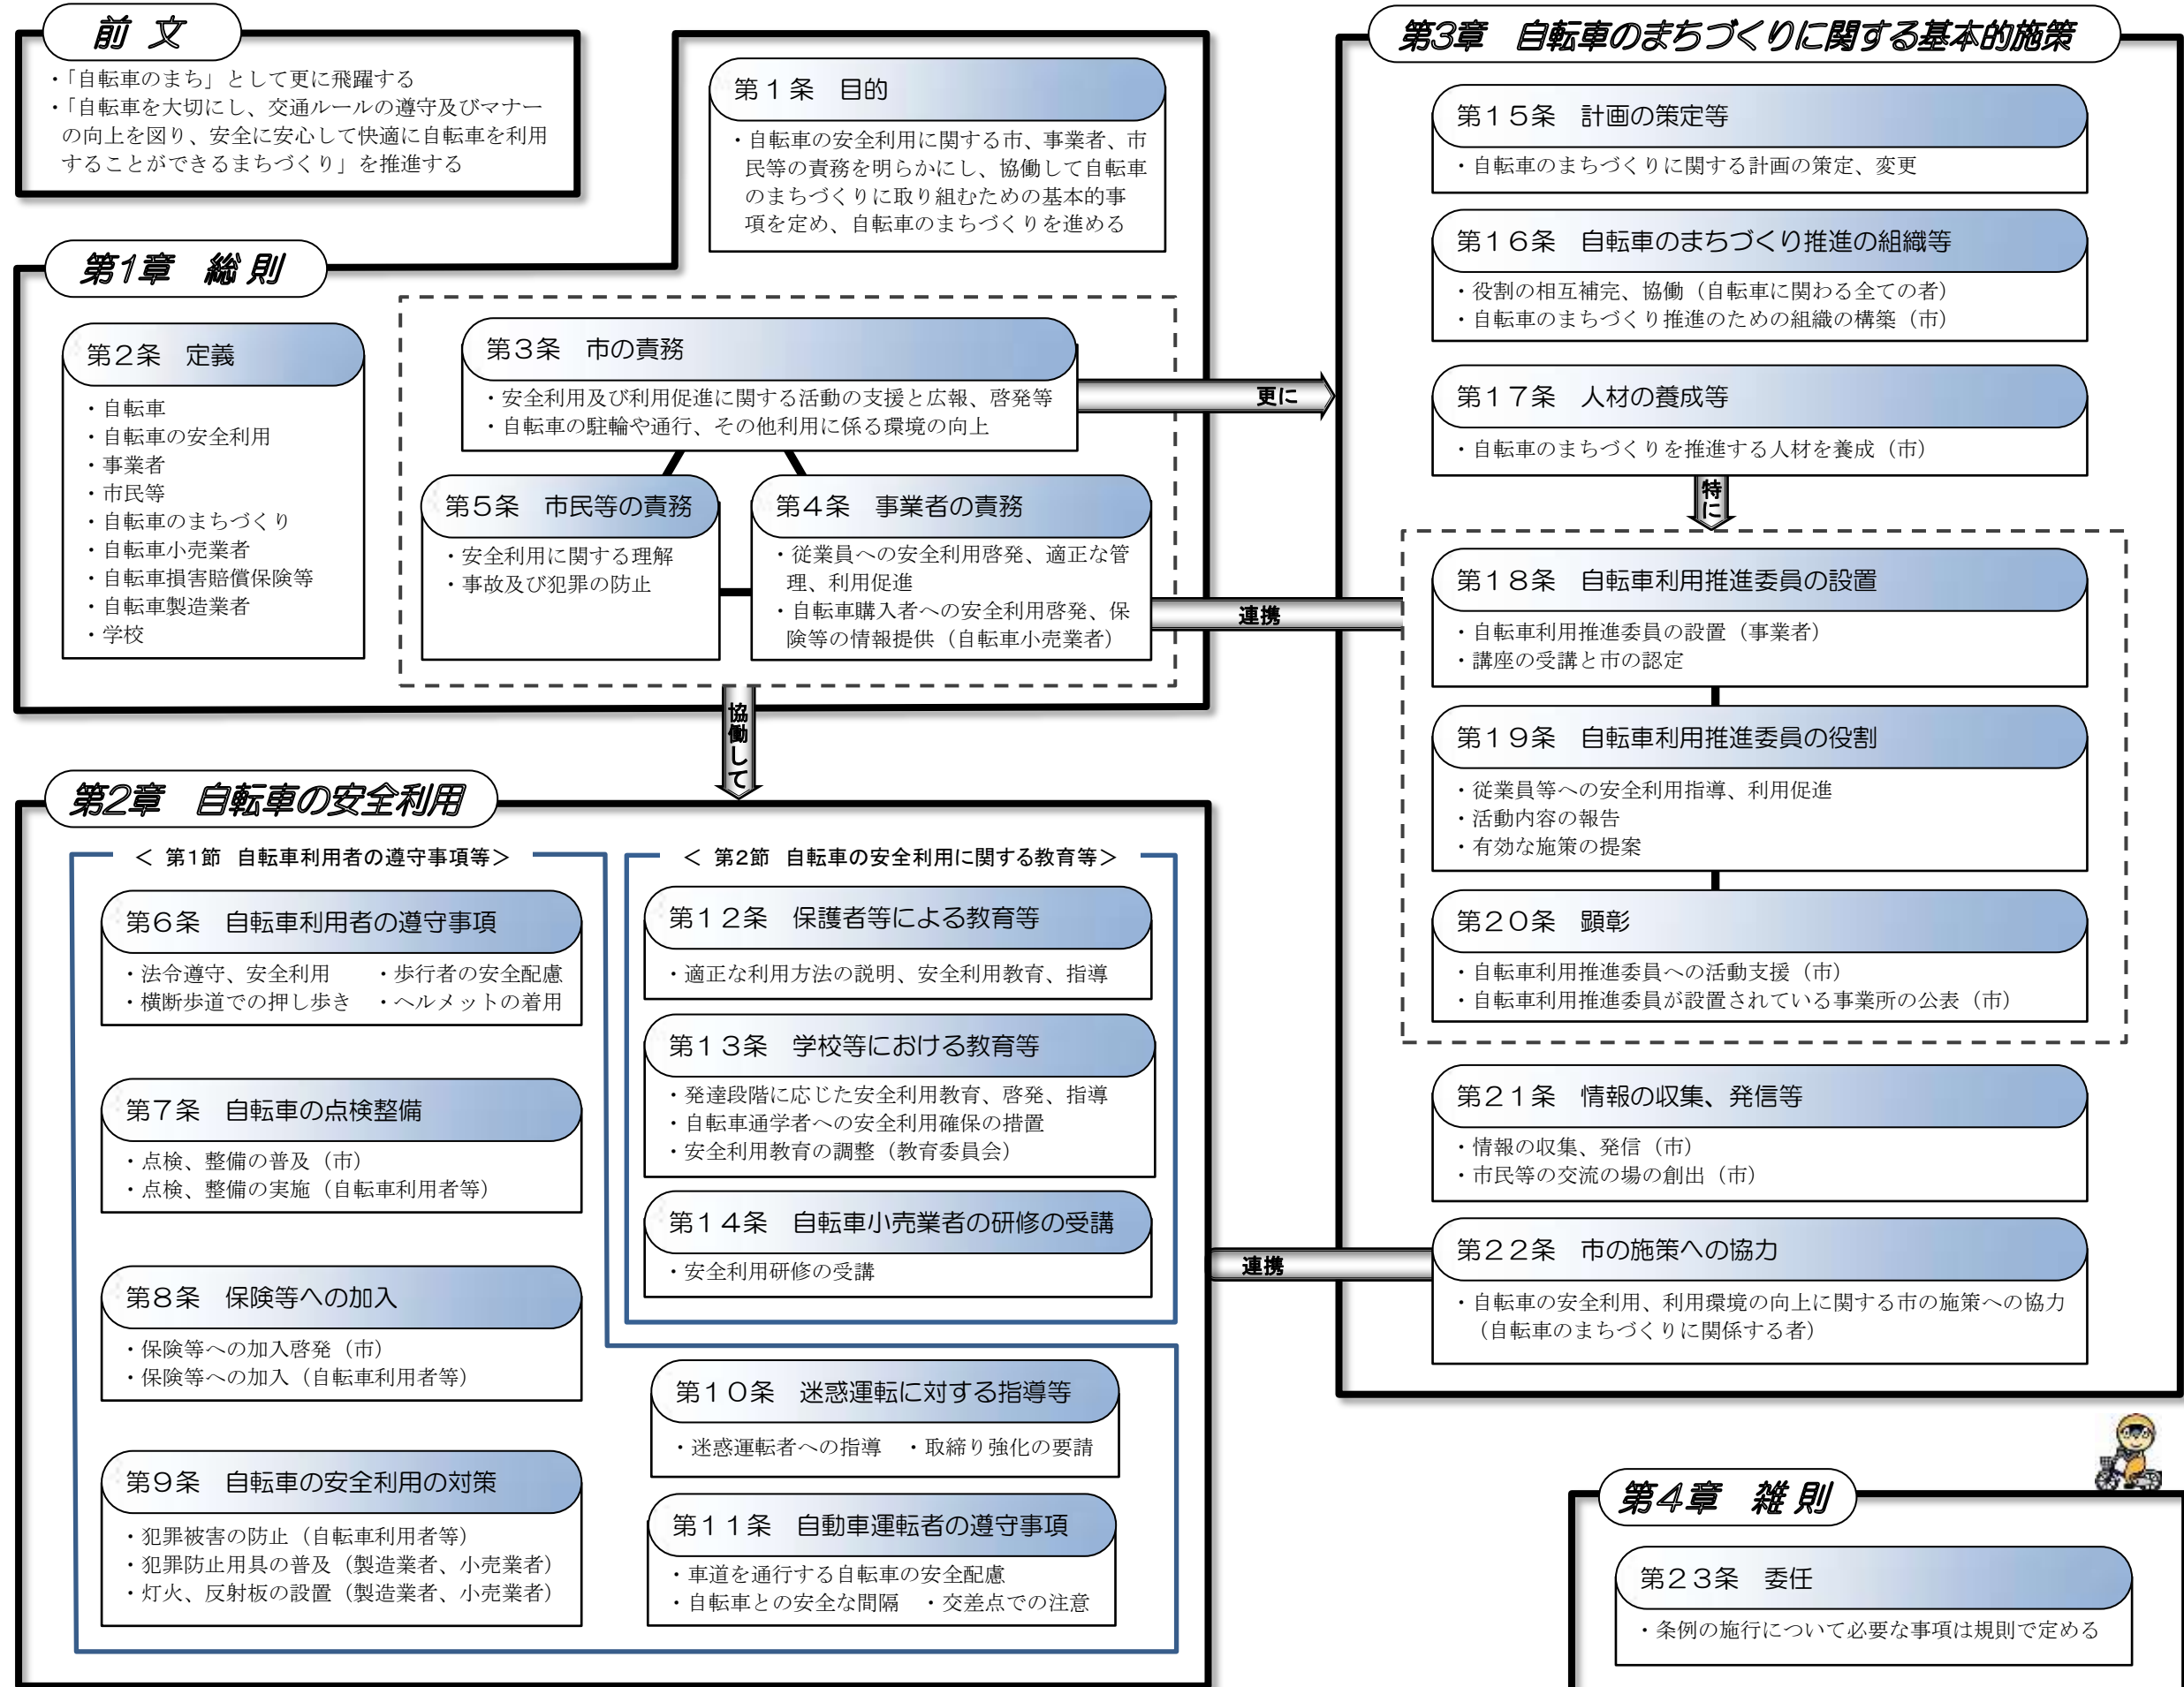 前 文
・「自転車のまち」として更に飛躍する
・「自転車を大切にし、交通ルールの遵守及びマナー
の向上を図り、安全に安心して快適に自転車を利用
することができるまちづくり」を推進する
第1章 総 則
第１条 目的
・自転車の安全利用に関する市、事業者、市
民等の責務を明らかにし、協働して自転車
のまちづくりに取り組むための基本的事
項を定め、自転車のまちづくりを進める
第２条 定義
・自転車
・自転車の安全利用
・事業者
・市民等
・自転車のまちづくり
・自転車小売業者
・自転車損害賠償保険等
・自転車製造業者
・学校
第３条 市の責務
・安全利用及び利用促進に関する活動の支援と広報、啓発等
・自転車の駐輪や通行、その他利用に係る環境の向上
第５条 市民等の責務
・安全利用に関する理解
・事故及び犯罪の防止
第４条 事業者の責務
・従業員への安全利用啓発、適正な管
理、利用促進
・自転車購入者への安全利用啓発、保
険等の情報提供（自転車小売業者）
更に
連携
協働して
第2章 自転車の安全利用
＜ 第1節 自転車利用者の遵守事項等＞
第６条 自転車利用者の遵守事項
・法令遵守、安全利用 ・歩行者の安全配慮
・横断歩道での押し歩き ・ヘルメットの着用
第７条 自転車の点検整備
・点検、整備の普及（市）
・点検、整備の実施（自転車利用者等）
第８条 保険等への加入
・保険等への加入啓発（市）
・保険等への加入（自転車利用者等）
第９条 自転車の安全利用の対策
・犯罪被害の防止（自転車利用者等）
・犯罪防止用具の普及（製造業者、小売業者）
・灯火、反射板の設置（製造業者、小売業者）
＜ 第2節 自転車の安全利用に関する教育等＞
第１２条 保護者等による教育等
・適正な利用方法の説明、安全利用教育、指導
第１３条 学校等における教育等
・発達段階に応じた安全利用教育、啓発、指導
・自転車通学者への安全利用確保の措置
・安全利用教育の調整（教育委員会）
第１４条 自転車小売業者の研修の受講
・安全利用研修の受講
第１０条 迷惑運転に対する指導等
・迷惑運転者への指導 ・取締り強化の要請
第１１条 自動車運転者の遵守事項
・車道を通行する自転車の安全配慮
・自転車との安全な間隔 ・交差点での注意
連携
第3章 自転車のまちづくりに関する基本的施策
第１５条 計画の策定等
・自転車のまちづくりに関する計画の策定、変更
第１６条 自転車のまちづくり推進の組織等
・役割の相互補完、協働（自転車に関わる全ての者）
・自転車のまちづくり推進のための組織の構築（市）
第１７条 人材の養成等
・自転車のまちづくりを推進する人材を養成（市）
特に
第１８条 自転車利用推進委員の設置
・自転車利用推進委員の設置（事業者）
・講座の受講と市の認定
第１９条 自転車利用推進委員の役割
・従業員等への安全利用指導、利用促進
・活動内容の報告
・有効な施策の提案
第２０条 顕彰
・自転車利用推進委員への活動支援（市）
・自転車利用推進委員が設置されている事業所の公表（市）
第２１条 情報の収集、発信等
・情報の収集、発信（市）
・市民等の交流の場の創出（市）
第２２条 市の施策への協力
・自転車の安全利用、利用環境の向上に関する市の施策への協力
（自転車のまちづくりに関係する者）
第4章 雑 則
第２３条 委任
・条例の施行について必要な事項は規則で定める